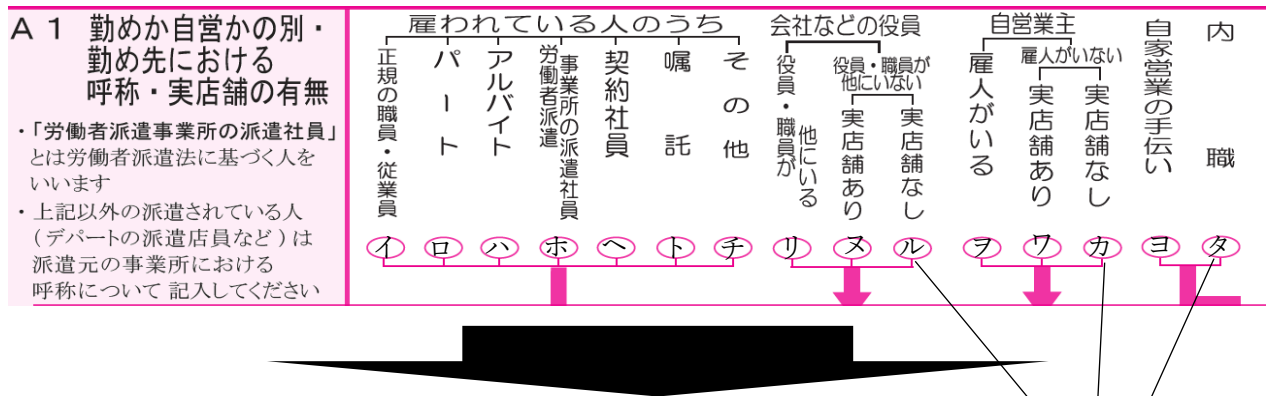 A 1 勤めか自営かの別・
勤め先における
呼称・実店舗の有無
・「労働者派遣事業所の派遣社員」
とは労働者派遣法に基づく人を
いいます
・上記以外の派遣されている人
(デパートの派遣店員など)は
派遣元の事業所における
呼称について 記入してください
雇われている人のうち
正規の職員・従業員
パート
アルバイト
労働者派遣
事業所の派遣社員
契約社員
嘱託
その他
会社などの役員
役員・職員が
他にいる
役員・職員が
他にいない
実店舗あり
実店舗なし
自営業主
雇人がいる
雇人がいない
実店舗あり
実店舗なし
自家営業の手伝い
内職
イ ロ ハ ホ ヘ ト チ リ ヌ ル ヲ ワ カ ヨ タ